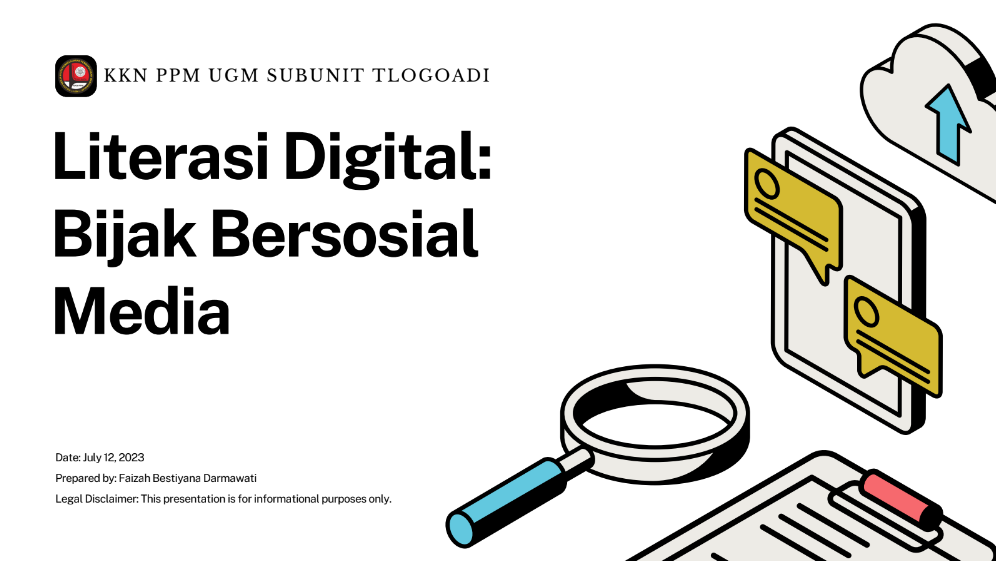 KKN PPM UGM SUBUNIT TLOGOADI
Literasi Digital:
Bijak Bersosial
Media
Date: July 12, 2023
Prepared by: Faizah Bestiyana Darmawati
Legal Disclaimer: This presentation is for informational purposes only.